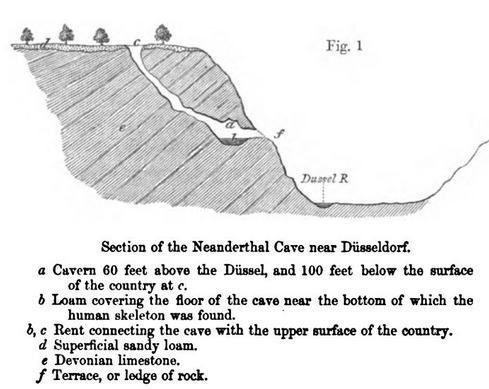 Fig. 1
d
c
e
a
b
f
Dussel R
Section of the Neanderthal Cave near Düsseldorf.
a Cavern 60 feet above the Düssel, and 100 feet below the surface
of the country at c.
b Loam covering the floor of the cave near the bottom of which the
human skeleton was found.
b, c Rent connecting the cave with the upper surface of the country.
d Superficial sandy loam.
e Devonian limestone.
f Terrace, or ledge of rock.